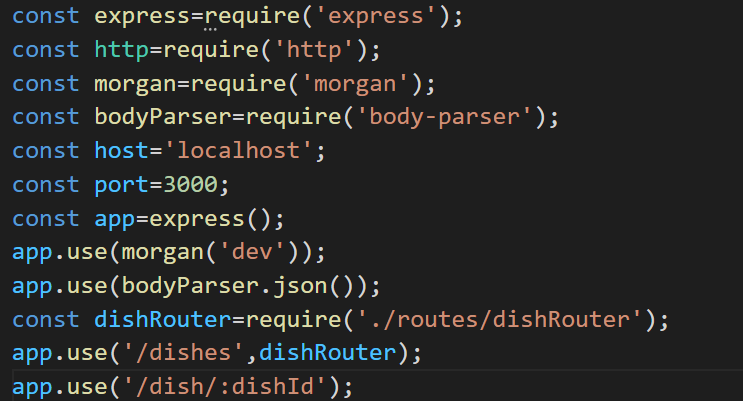 const express=require('express');
const http=require('http');
const morgan=require('morgan');
const bodyParser=require('body-parser');
const host='localhost';
const port=3000;
const app=express();
app.use(morgan('dev'));
app.use(bodyParser.json());
const dishRouter=require('./routes/dishRouter');
app.use('/dishes',dishRouter);
app.use('/dish/:dishId');